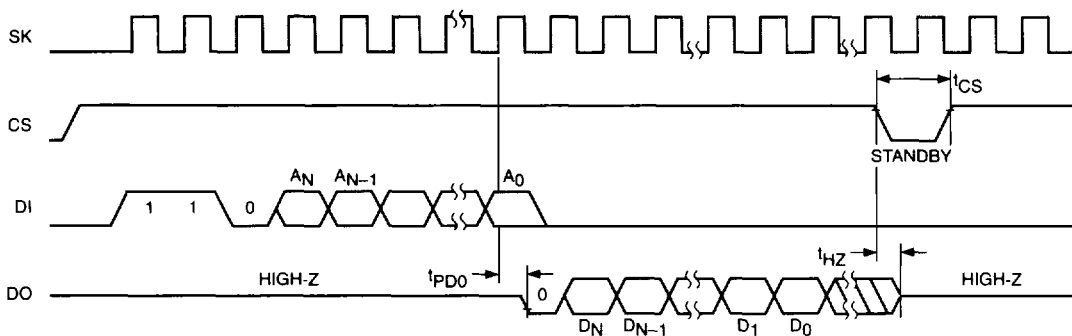 SK
CS
t_CS
STANDBY
DI
1 1 0 A_N A_N–1 A_0
DO
HIGH-Z
t_PD0
0
D_N D_N–1 D_1 D_0
t_HZ
HIGH-Z